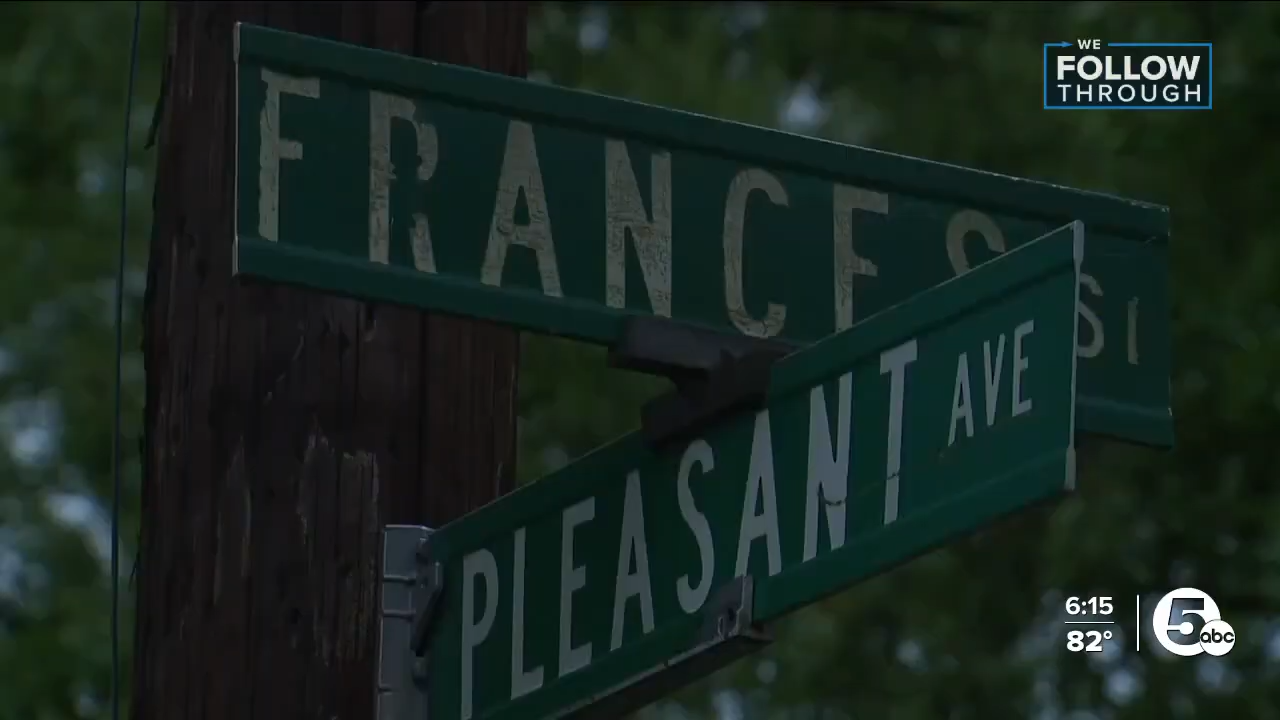 WE
FOLLOW
THROUGH
FRANCES ST
PLEASANT AVE
6:15
82°
5
abc